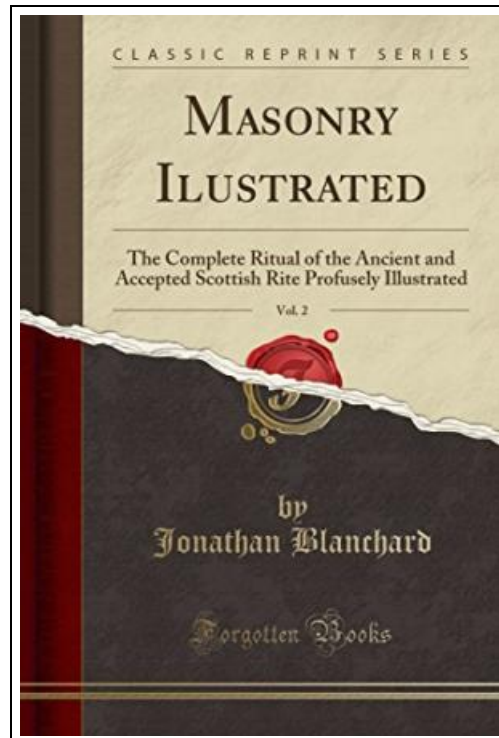 CLASSIC REPRINT SERIES
MASONRY
ILUSTRATED
The Complete Ritual of the Ancient and
Accepted Scottish Rite Profusely Illustrated
Vol. 2
by
Jonathan Blanchard
Forgotten Books